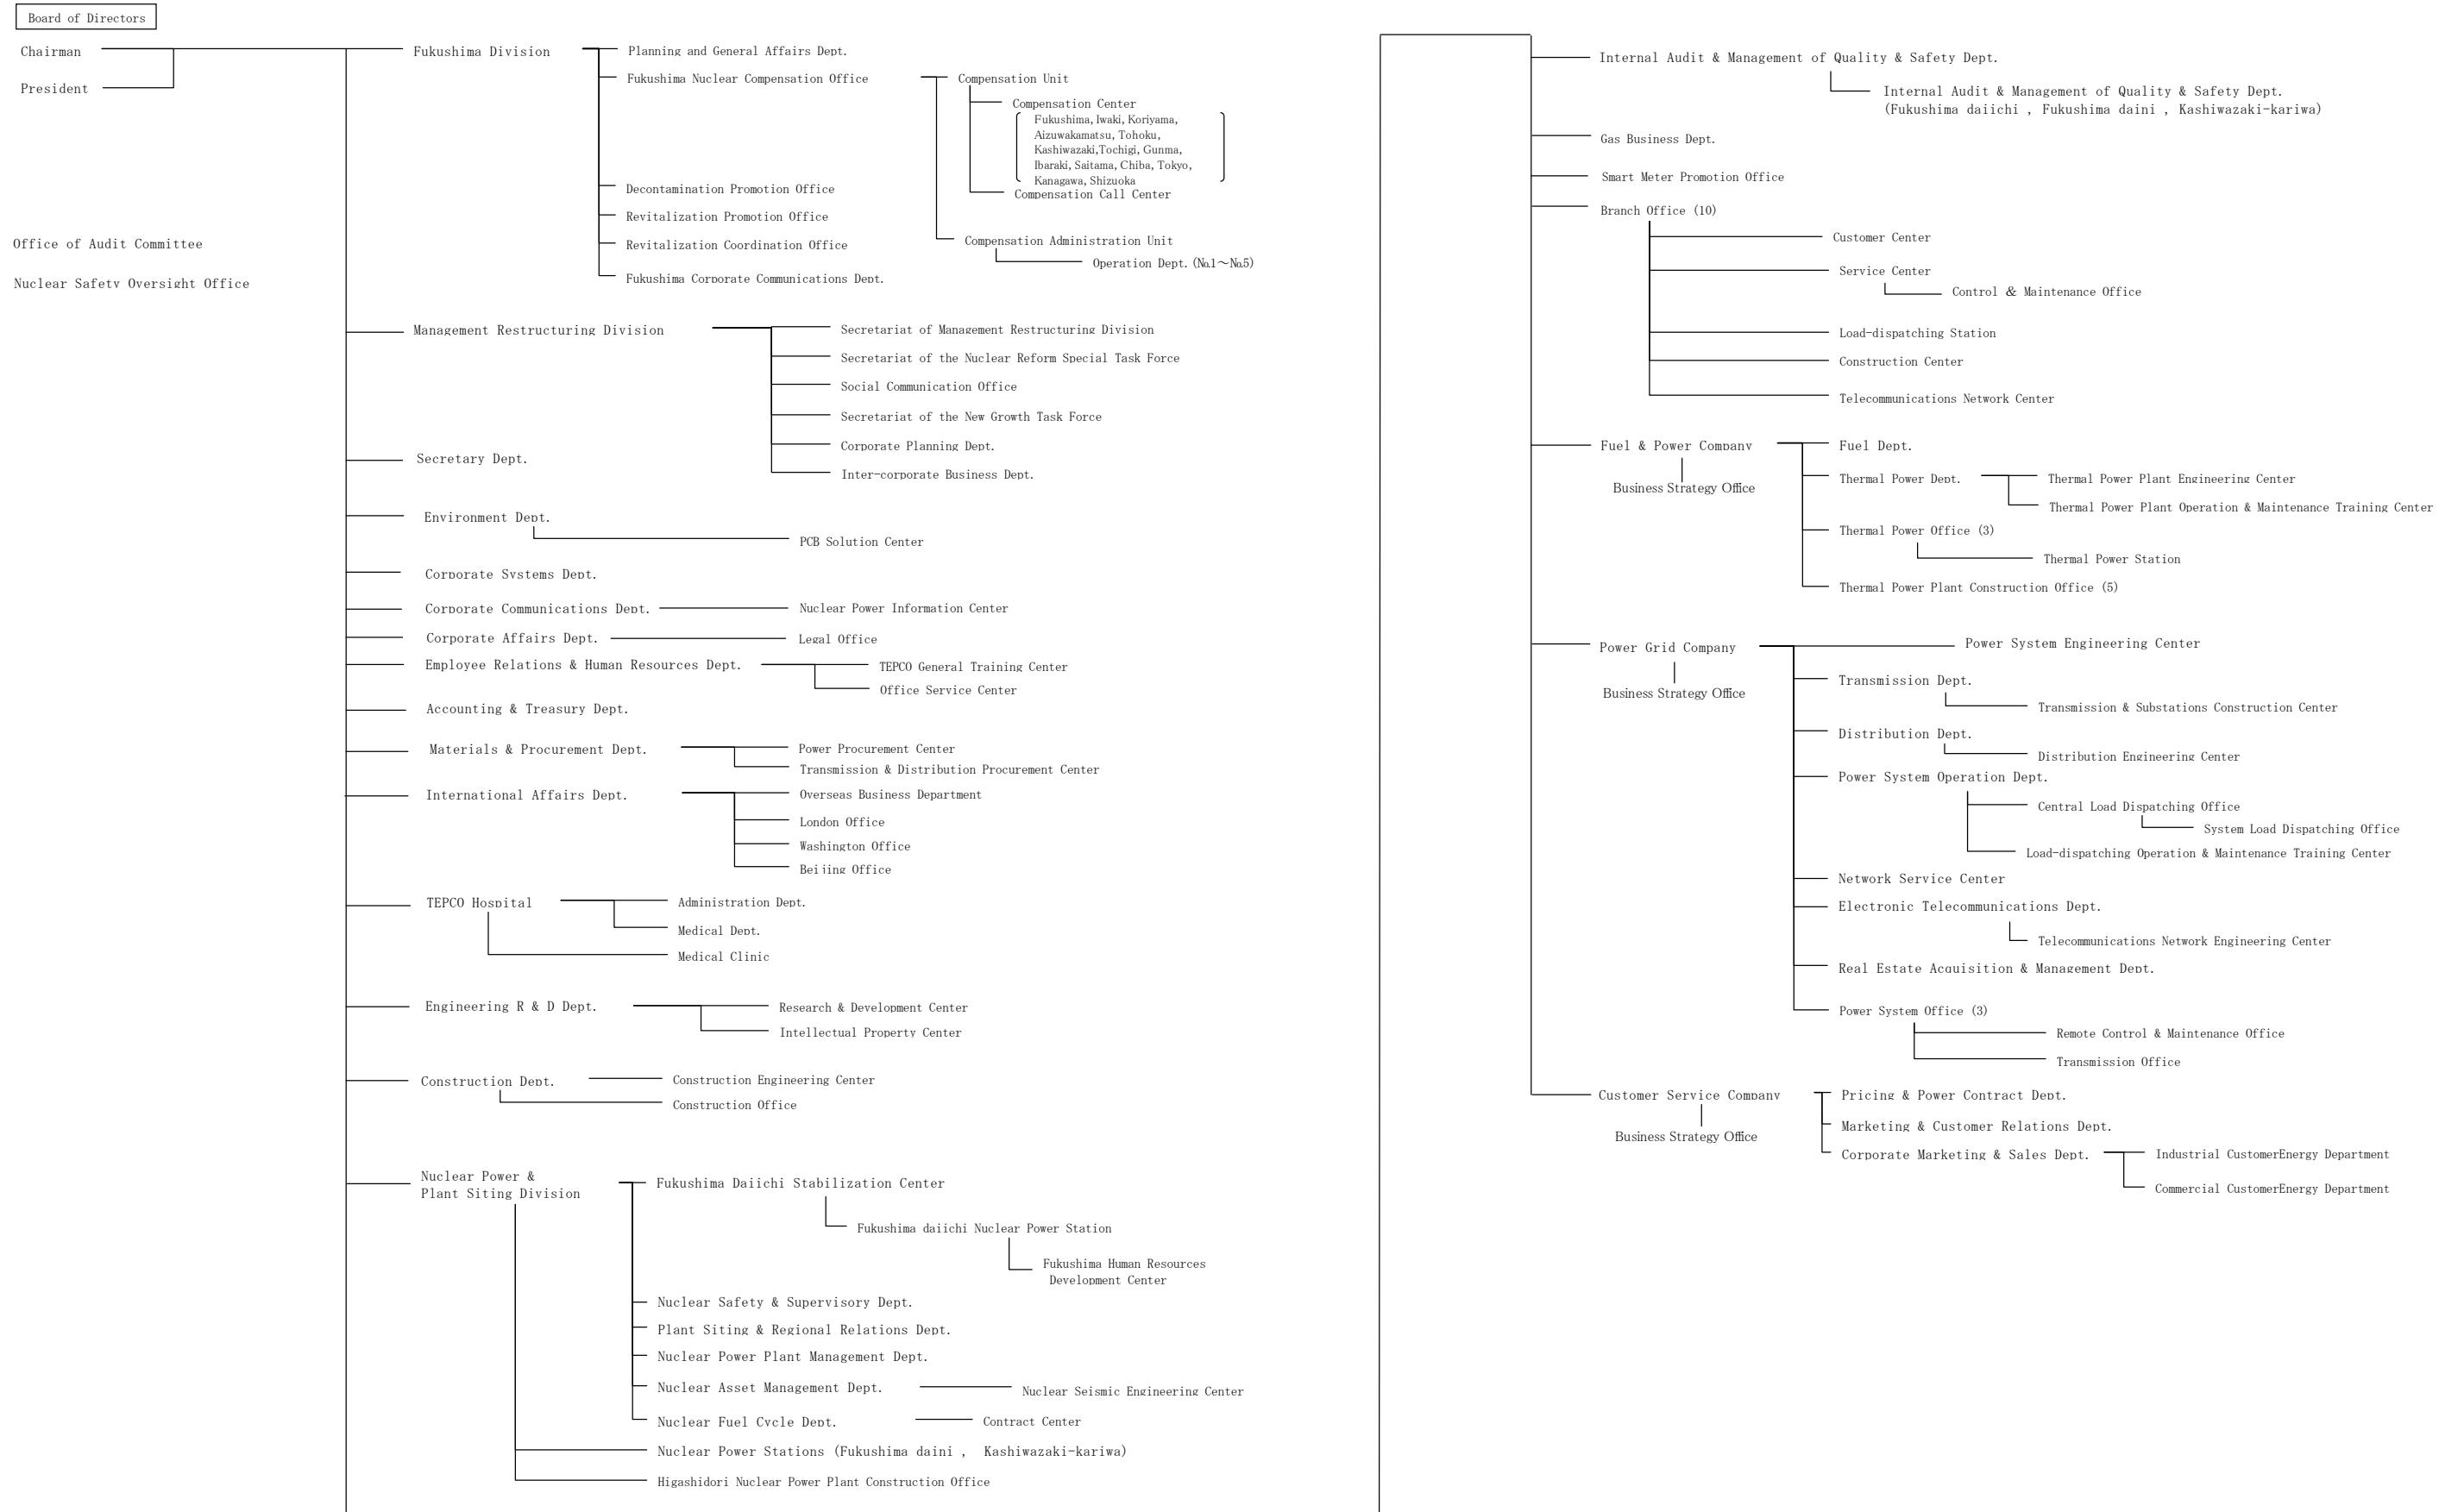 Board of Directors
Chairman
President
Office of Audit Committee
Nuclear Safety Oversight Office
Fukushima Division
Planning and General Affairs Dept.
Fukushima Nuclear Compensation Office
Compensation Unit
Compensation Center
Fukushima, Iwaki, Koriyama,
Aizuwakamatsu, Tohoku,
Kashiwazaki,Tochigi, Gunma,
Ibaraki, Saitama, Chiba, Tokyo,
Kanagawa, Shizuoka
Compensation Call Center
Compensation Administration Unit
Operation Dept. (№1～№5)
Decontamination Promotion Office
Revitalization Promotion Office
Revitalization Coordination Office
Fukushima Corporate Communications Dept.
Management Restructuring Division
Secretariat of Management Restructuring Division
Secretariat of the Nuclear Reform Special Task Force
Social Communication Office
Secretariat of the New Growth Task Force
Corporate Planning Dept.
Inter-corporate Business Dept.
Secretary Dept.
Environment Dept.
PCB Solution Center
Corporate Systems Dept.
Corporate Communications Dept.
Nuclear Power Information Center
Corporate Affairs Dept.
Legal Office
Employee Relations & Human Resources Dept.
TEPCO General Training Center
Office Service Center
Accounting & Treasury Dept.
Materials & Procurement Dept.
Power Procurement Center
Transmission & Distribution Procurement Center
International Affairs Dept.
Overseas Business Department
London Office
Washington Office
Beijing Office
TEPCO Hospital
Administration Dept.
Medical Dept.
Medical Clinic
Engineering R & D Dept.
Research & Development Center
Intellectual Property Center
Construction Dept.
Construction Engineering Center
Construction Office
Nuclear Power &
Plant Siting Division
Fukushima Daiichi Stabilization Center
Fukushima daiichi Nuclear Power Station
Fukushima Human Resources
Development Center
Nuclear Safety & Supervisory Dept.
Plant Siting & Regional Relations Dept.
Nuclear Power Plant Management Dept.
Nuclear Asset Management Dept.
Nuclear Seismic Engineering Center
Nuclear Fuel Cycle Dept.
Contract Center
Nuclear Power Stations (Fukushima daini , Kashiwazaki-kariwa)
Higashidori Nuclear Power Plant Construction Office
Internal Audit & Management of Quality & Safety Dept.
Internal Audit & Management of Quality & Safety Dept.
(Fukushima daiichi , Fukushima daini , Kashiwazaki-kariwa)
Gas Business Dept.
Smart Meter Promotion Office
Branch Office (10)
Customer Center
Service Center
Control ＆ Maintenance Office
Load-dispatching Station
Construction Center
Telecommunications Network Center
Fuel & Power Company
Business Strategy Office
Fuel Dept.
Thermal Power Dept.
Thermal Power Plant Engineering Center
Thermal Power Plant Operation & Maintenance Training Center
Thermal Power Office (3)
Thermal Power Station
Thermal Power Plant Construction Office (5)
Power Grid Company
Business Strategy Office
Power System Engineering Center
Transmission Dept.
Transmission & Substations Construction Center
Distribution Dept.
Distribution Engineering Center
Power System Operation Dept.
Central Load Dispatching Office
System Load Dispatching Office
Load-dispatching Operation & Maintenance Training Center
Network Service Center
Electronic Telecommunications Dept.
Telecommunications Network Engineering Center
Real Estate Acquisition & Management Dept.
Power System Office (3)
Remote Control & Maintenance Office
Transmission Office
Customer Service Company
Business Strategy Office
Pricing & Power Contract Dept.
Marketing & Customer Relations Dept.
Corporate Marketing & Sales Dept.
Industrial CustomerEnergy Department
Commercial CustomerEnergy Department